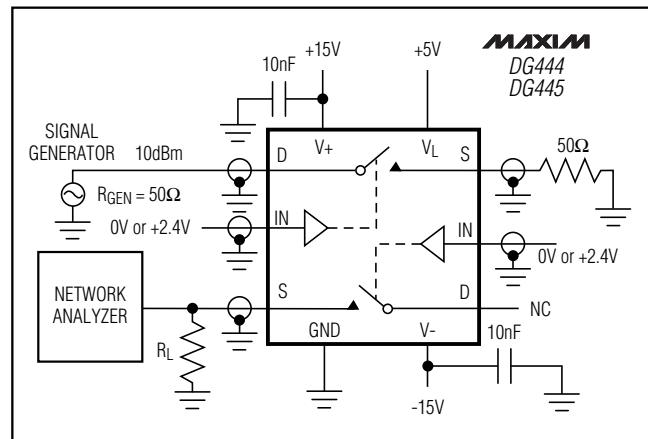 +15V
+5V
MAXIM
DG444
DG445
10nF
SIGNAL
GENERATOR
10dBm
D
V+
VL
S
50Ω
RGEN = 50Ω
0V or +2.4V
IN
IN
0V or +2.4V
NETWORK
ANALYZER
S
D
NC
RL
GND
V-
10nF
-15V